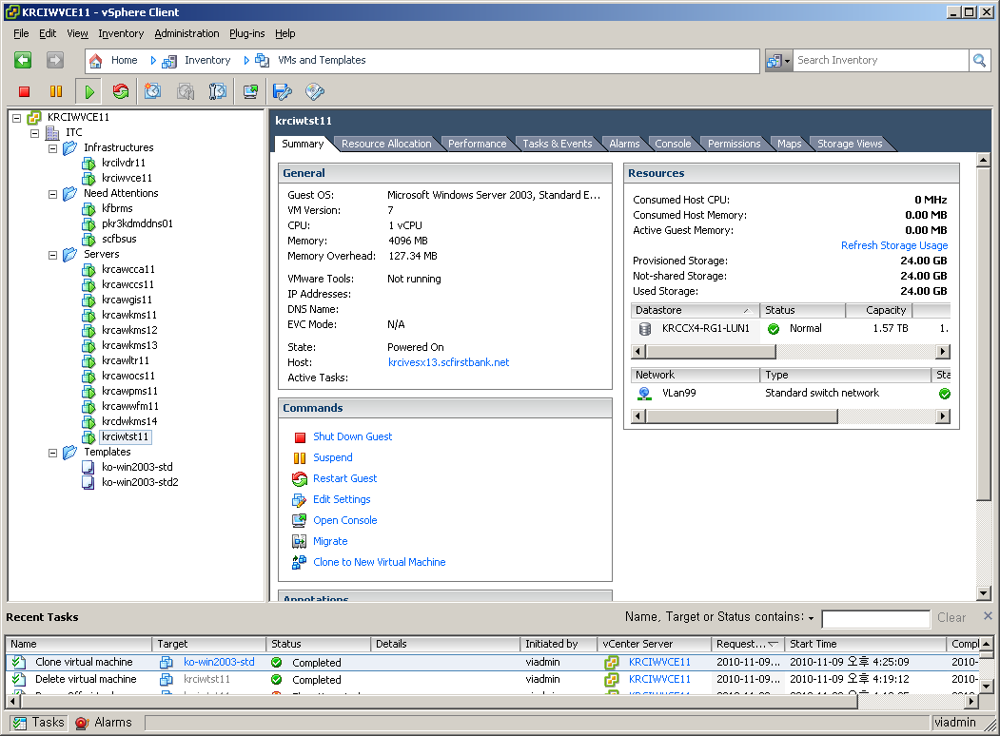 KRCIWVCE11 - vSphere Client
File Edit View Inventory Administration Plug-ins Help
Home Inventory VMs and Templates Search Inventory
KRCIWVCE11
ITC
Infrastructures
krcilvdr11
krciwvce11
Need Attentions
kfbrms
pkr3kdmddns01
scfbsus
Servers
krcawcca11
krcawccs11
krcawgis11
krcawkms11
krcawkms12
krcawkms13
krcawltr11
krcawocs11
krcawpms11
krcawwfm11
krcdwkms14
krciwtst11
Templates
ko-win2003-std
ko-win2003-std2
krciwtst11
Summary Resource Allocation Performance Tasks & Events Alarms Console Permissions Maps Storage Views
General
Guest OS: Microsoft Windows Server 2003, Standard E...
VM Version: 7
CPU: 1 vCPU
Memory: 4096 MB
Memory Overhead: 127.34 MB
VMware Tools: Not running
IP Addresses:
DNS Name:
EVC Mode: N/A
State: Powered On
Host: krcivesx13.scfirstbank.net
Active Tasks:
Commands
Shut Down Guest
Suspend
Restart Guest
Edit Settings
Open Console
Migrate
Clone to New Virtual Machine
Annotations
Resources
Consumed Host CPU: 0 MHz
Consumed Host Memory: 0.00 MB
Active Guest Memory: 0.00 MB
Refresh Storage Usage
Provisioned Storage: 24.00 GB
Not-shared Storage: 24.00 GB
Used Storage: 24.00 GB
Datastore Status Capacity
KRCCX4-RG1-LUN1 Normal 1.57 TB 1.
Network Type Sta
VLan99 Standard switch network
Recent Tasks Name, Target or Status contains: Clear
Name Target Status Details Initiated by vCenter Server Request... Start Time Compl
Clone virtual machine ko-win2003-std Completed viadmin KRCIWVCE11 2010-11-09... 2010-11-09 오후 4:25:09 2010-
Delete virtual machine krciwtst11 Completed viadmin KRCIWVCE11 2010-11-09... 2010-11-09 오후 4:19:12 2010-
Tasks Alarms viadmin